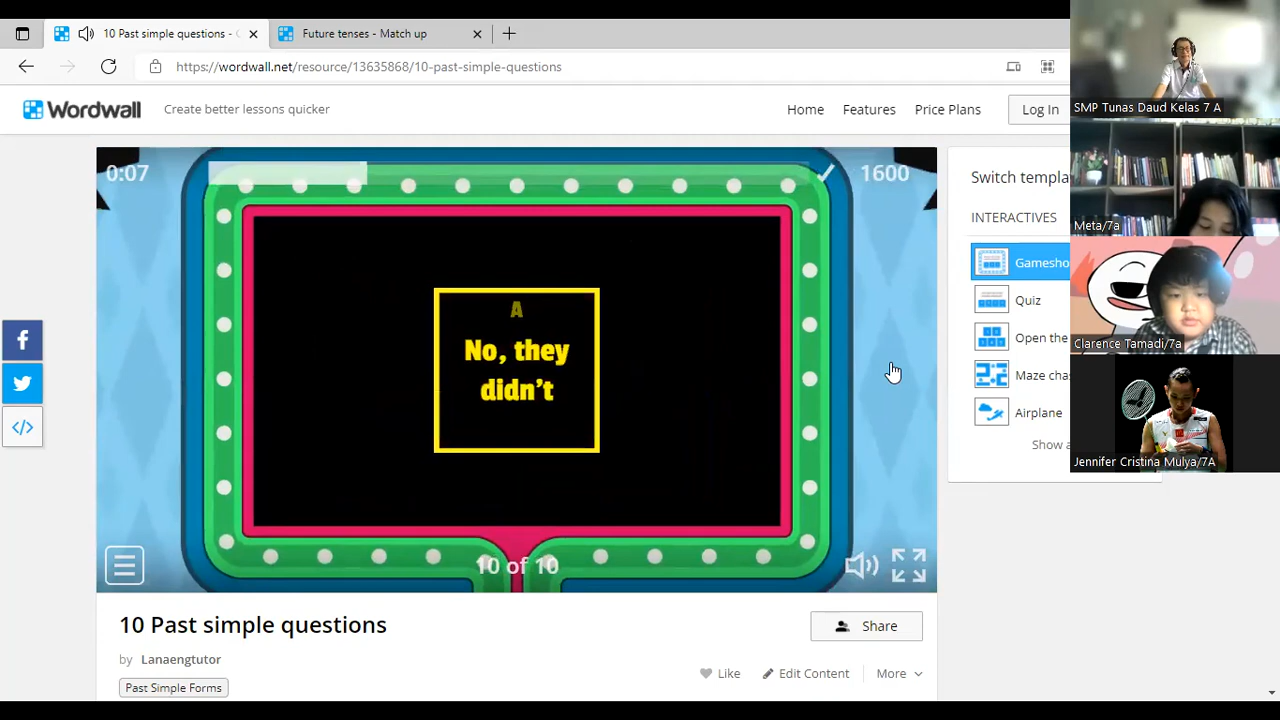 10 Past simple questions -
Future tenses - Match up
https://wordwall.net/resource/13635868/10-past-simple-questions
Wordwall
Create better lessons quicker
Home
Features
Price Plans
Log In
0:07
1600
A
No, they
didn't
10 of 10
Switch
INTERACTIVES
Quiz
Open the
Maze
Airplane
Show
10 Past simple questions
by Lanaengtutor
Past Simple Forms
Share
Like
Edit Content
More
SMP Tunas Daud Kelas 7 A
Meta/7a
Clarence Tamadi/7a
Jennifer Cristina Mulya/7A